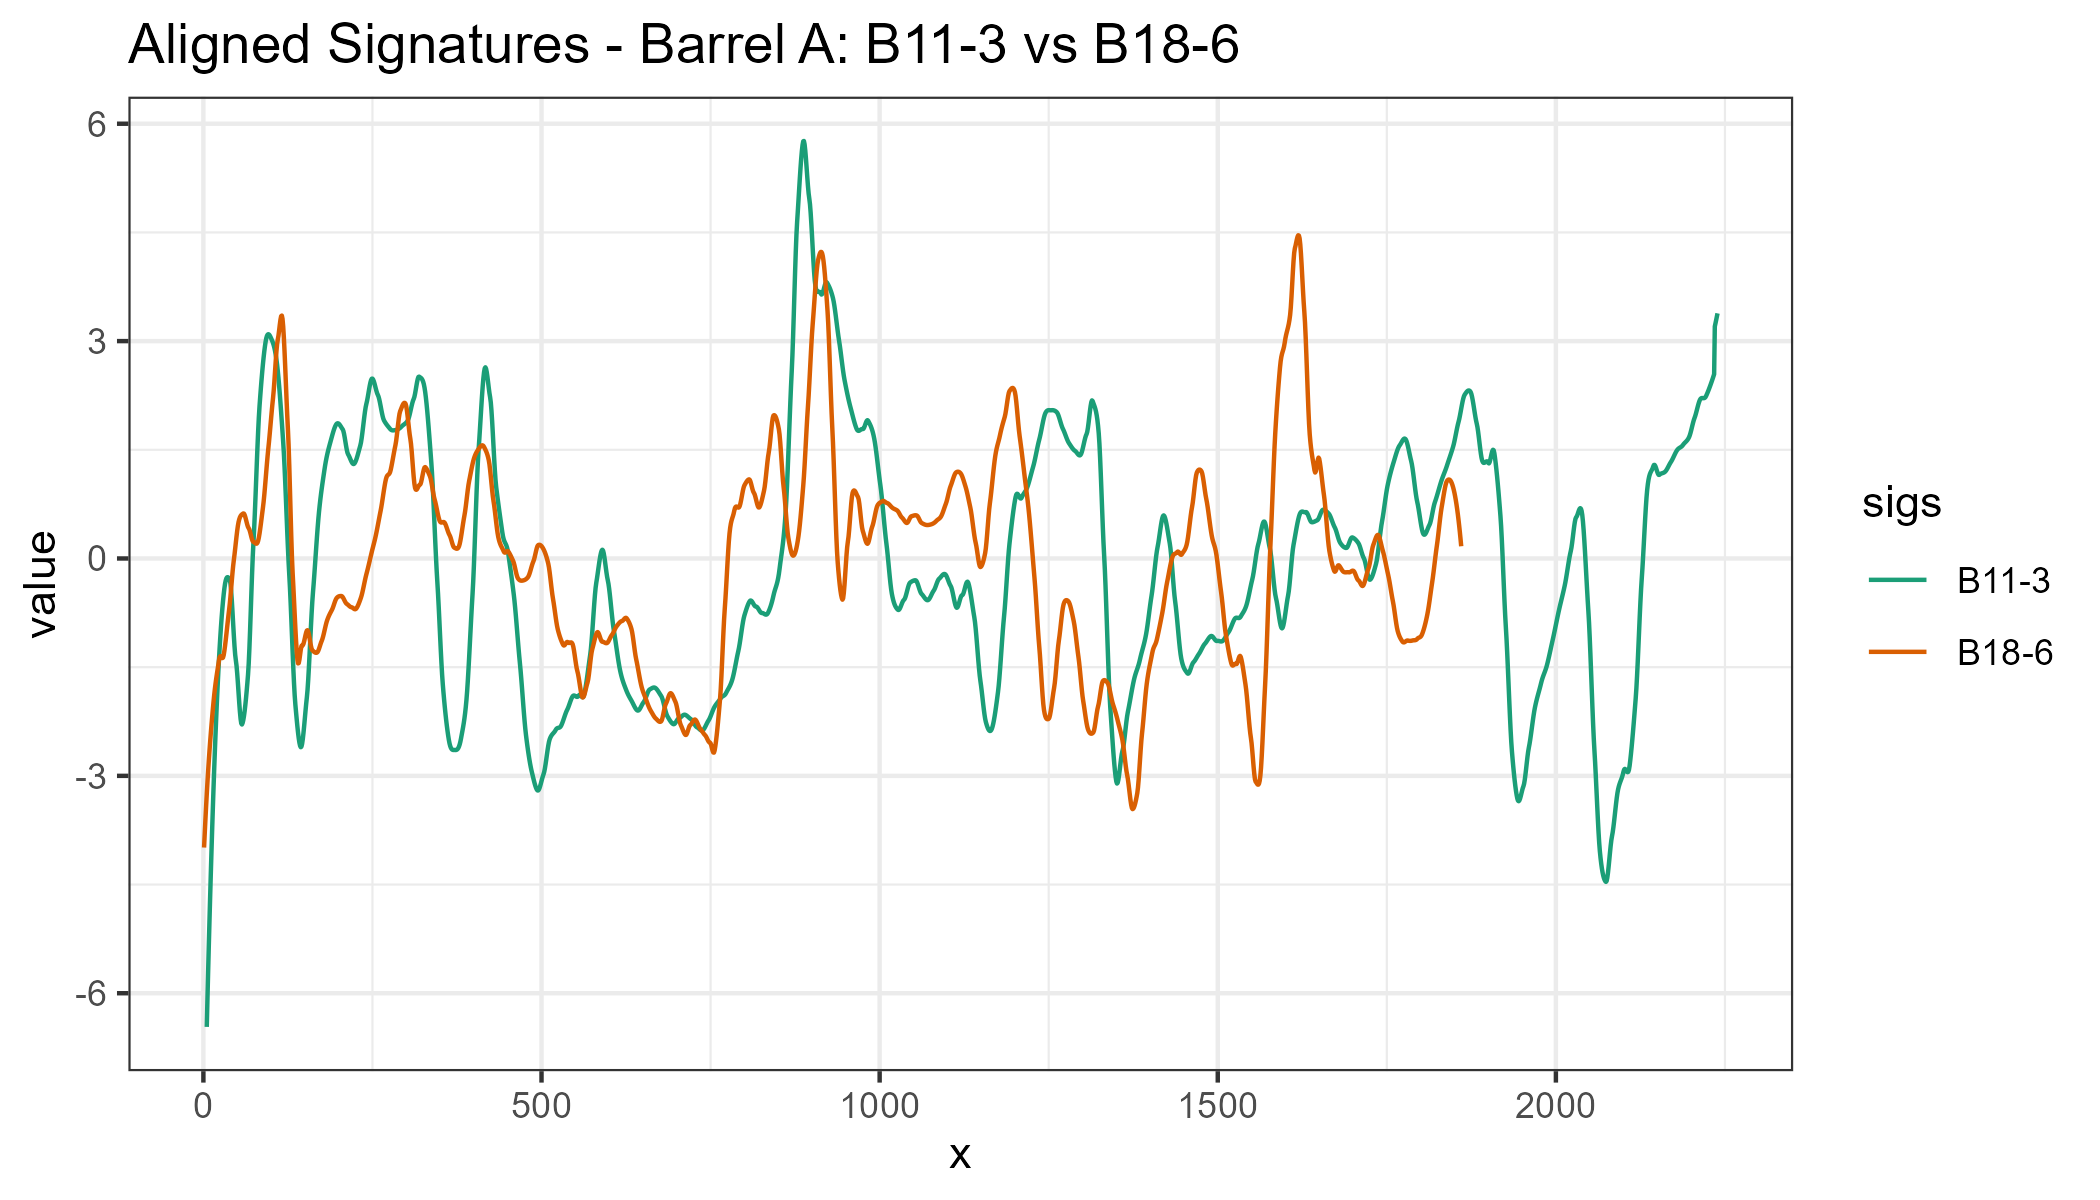 Aligned Signatures - Barrel A: B11-3 vs B18-6
value
6
3
0
-3
-6
0 500 1000 1500 2000
x
sigs
B11-3
B18-6